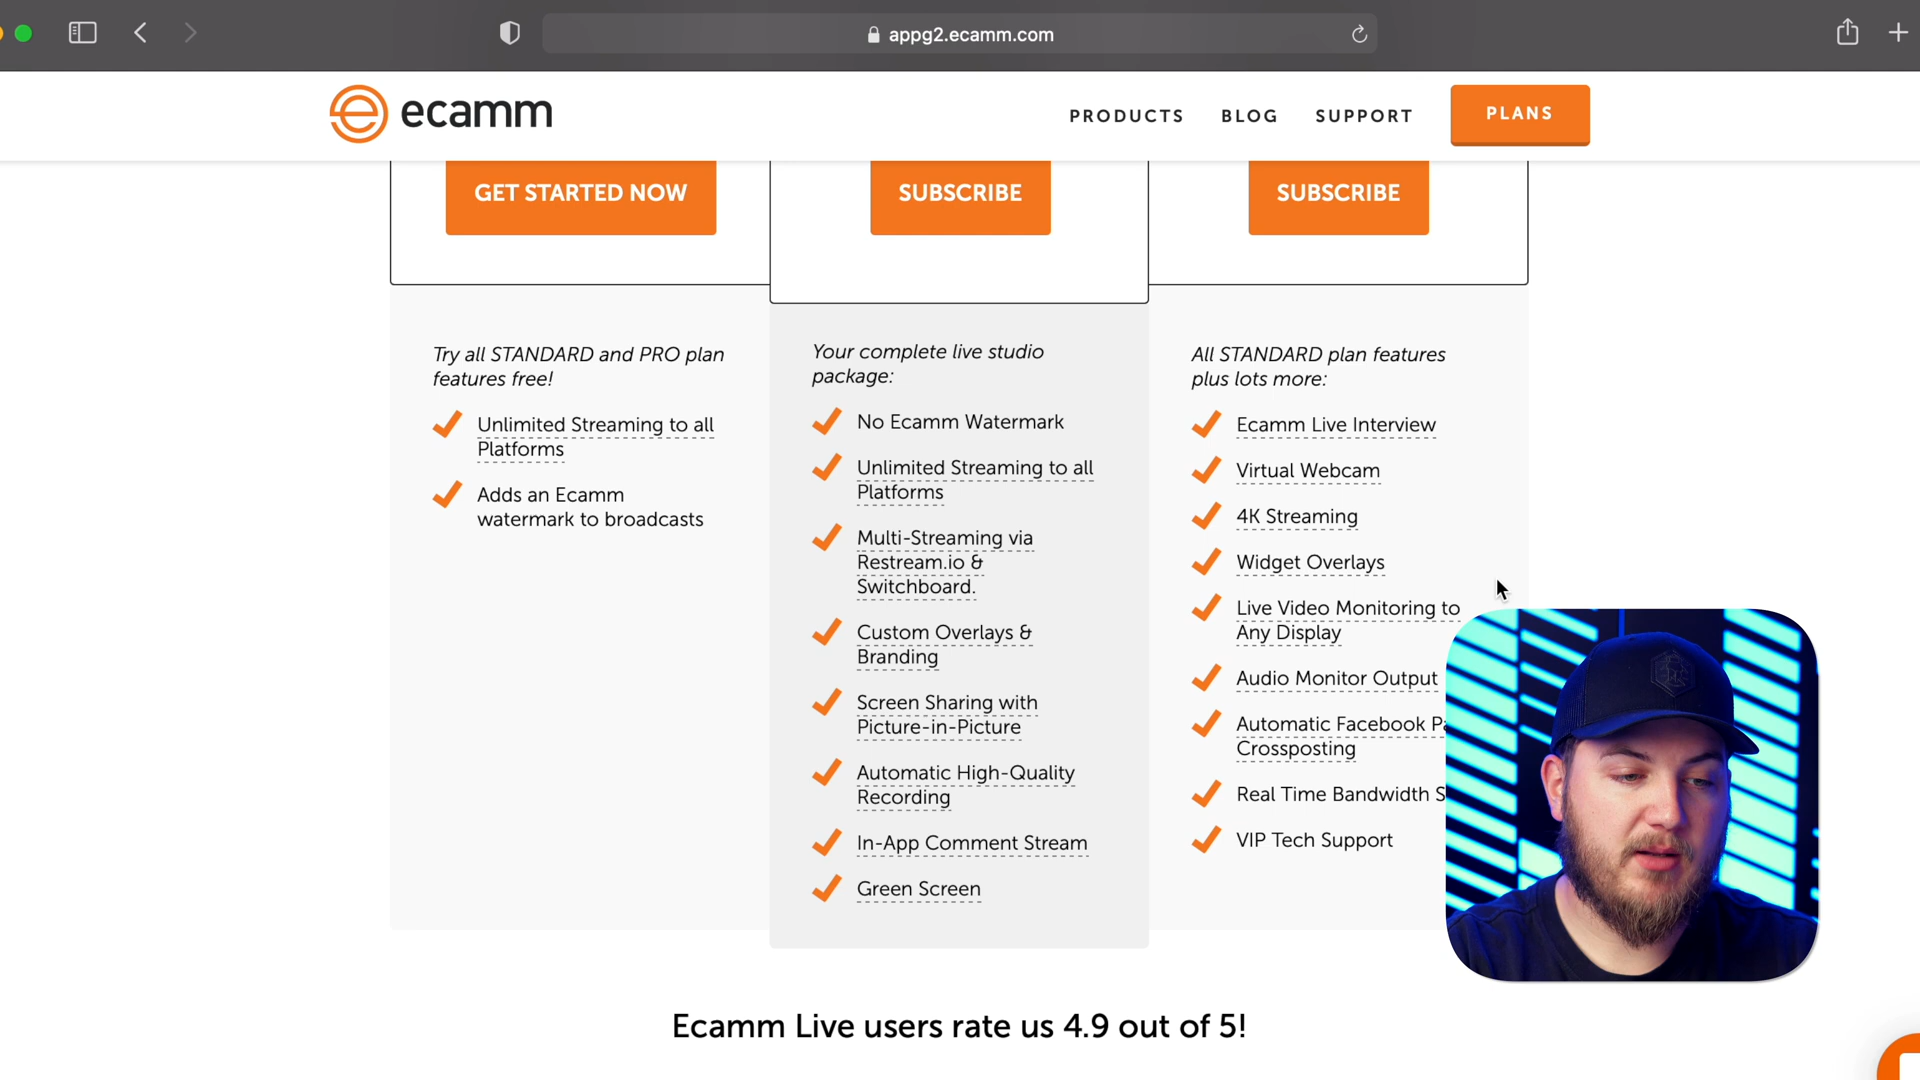 appg2.ecamm.com
ecamm
PRODUCTS
BLOG
SUPPORT
PLANS
GET STARTED NOW
SUBSCRIBE
SUBSCRIBE
Try all STANDARD and PRO plan
features free!
Unlimited Streaming to all
Platforms
Adds an Ecamm
watermark to broadcasts
Your complete live studio
package:
No Ecamm Watermark
Unlimited Streaming to all
Platforms
Multi-Streaming via
Restream.io &
Switchboard.
Custom Overlays &
Branding
Screen Sharing with
Picture-in-Picture
Automatic High-Quality
Recording
In-App Comment Stream
Green Screen
All STANDARD plan features
plus lots more:
Ecamm Live Interview
Virtual Webcam
4K Streaming
Widget Overlays
Live Video Monitoring to
Any Display
Audio Monitor Output
Automatic Facebook
Crossposting
Real Time Bandwidth
VIP Tech Support
Ecamm Live users rate us 4.9 out of 5!